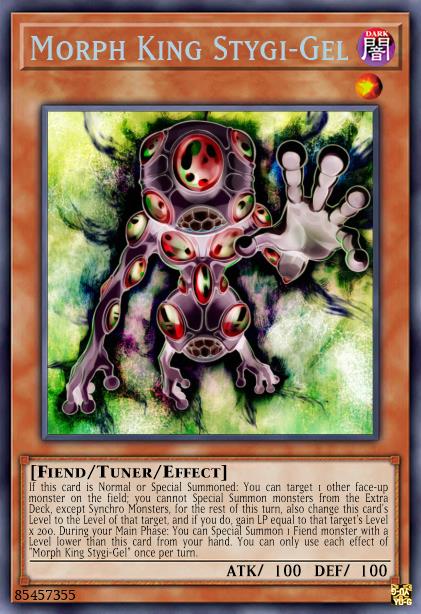 Morph King Stygi-Gel
DARK
闇
[Fiend/Tuner/Effect]
If this card is Normal or Special Summoned: You can target 1 other face-up
monster on the field; you cannot Special Summon monsters from the Extra
Deck, except Synchro Monsters, for the rest of this turn, also change this card's
Level to the Level of that target, and if you do, gain LP equal to that target's Level
x 200. During your Main Phase: You can Special Summon 1 Fiend monster with a
Level lower than this card from your hand. You can only use each effect of
"Morph King Stygi-Gel" once per turn.
ATK/ 100 DEF/ 100
85457355